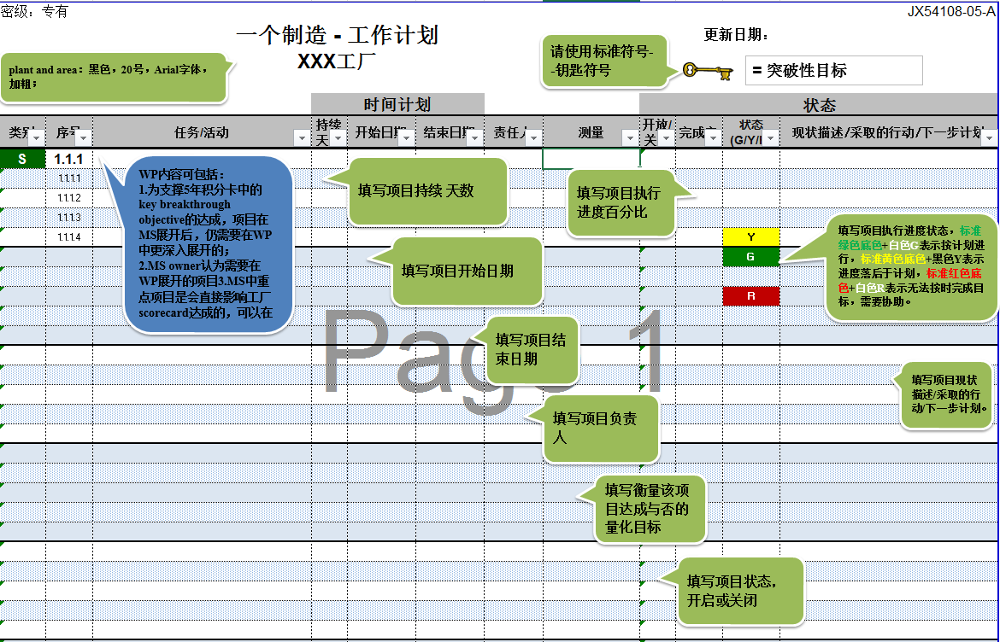 密级：专有
JX54108-05-A
一个制造 - 工作计划
XXX工厂
更新日期：
plant and area：黑色，20号，Arial字体，
加粗；
请使用标准符号-
-钥匙符号
= 突破性目标
时间计划
状态
类别
序号
任务/活动
持续
天
开始日期
结束日期
责任人
测量
开放/
关
完成
状态
(G/Y/
现状描述/采取的行动/下一步计划
S
1.1.1
1.1.1.1
1.1.1.2
1.1.1.3
1.1.1.4
WP内容可包括：
1.为支撑5年积分卡中的
key breakthrough
objective的达成，项目在
MS展开后，仍需要在WP
中更深入展开的；
2.MS owner认为需要在
WP展开的项目3.MS中重
点项目是会直接影响工厂
scorecard达成的，可以在
填写项目持续 天数
填写项目执行
进度百分比
填写项目开始日期
Y
G
R
填写项目执行进度状态，标准
绿色底色+白色G表示按计划进
行，标准黄色底色+黑色Y表示
进度落后于计划，标准红色底
色+白色R表示无法按时完成目
标，需要协助。
Page 1
填写项目结
束日期
填写项目现状
描述/采取的行
动/下一步计划。
填写项目负责
人
填写衡量该项
目达成与否的
量化目标
填写项目状态，
开启或关闭